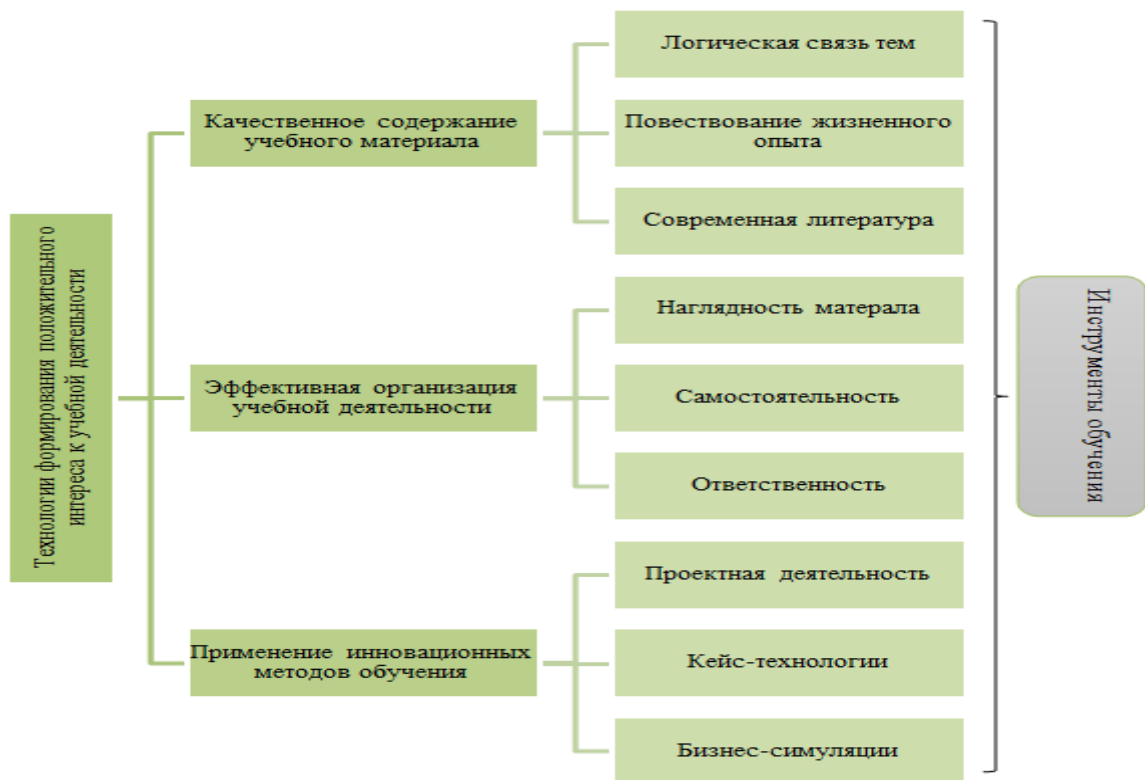 Технологии формирования положительного
интереса к учебной деятельности
Качественное содержание
учебного материала
Логическая связь тем
Повествование жизненного
опыта
Современная литература
Эффективная организация
учебной деятельности
Наглядность матерала
Самостоятельность
Ответственность
Применение инновационных
методов обучения
Проектная деятельность
Кейс-технологии
Бизнес-симуляции
Инструменты обучения